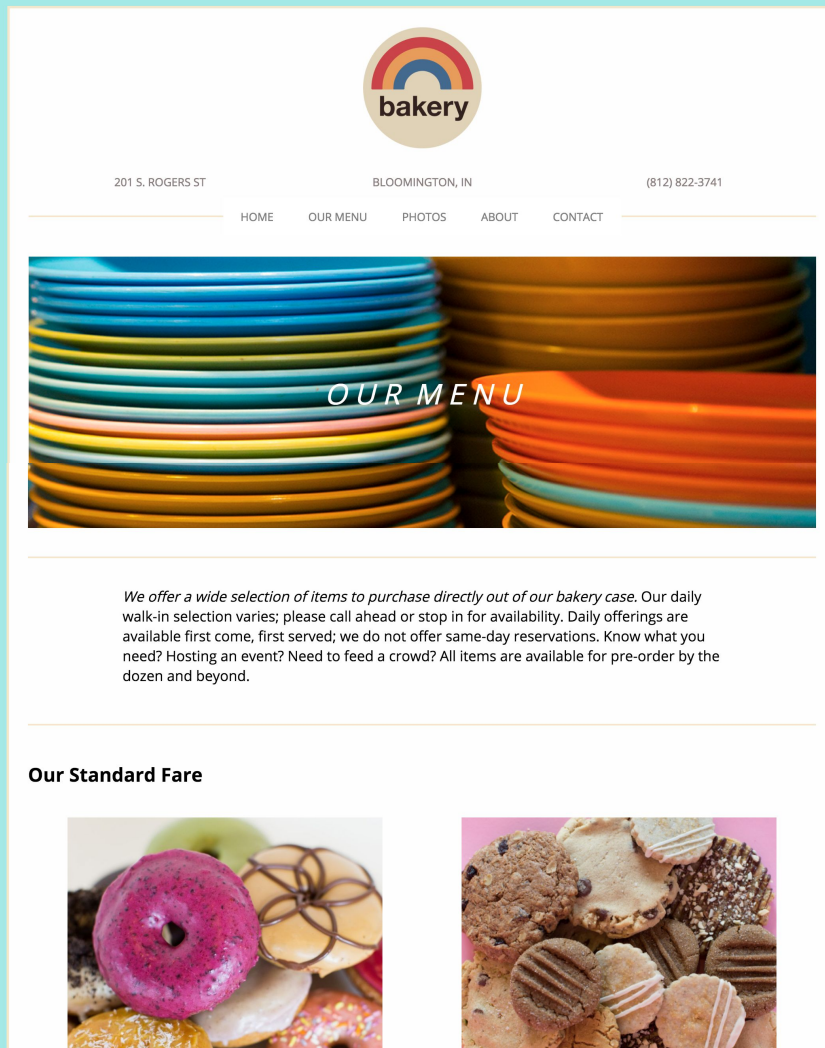 bakery
201 S. ROGERS ST BLOOMINGTON, IN (812) 822-3741
HOME OUR MENU PHOTOS ABOUT CONTACT
OUR MENU
We offer a wide selection of items to purchase directly out of our bakery case. Our daily
walk-in selection varies; please call ahead or stop in for availability. Daily offerings are
available first come, first served; we do not offer same-day reservations. Know what you
need? Hosting an event? Need to feed a crowd? All items are available for pre-order by the
dozen and beyond.
Our Standard Fare